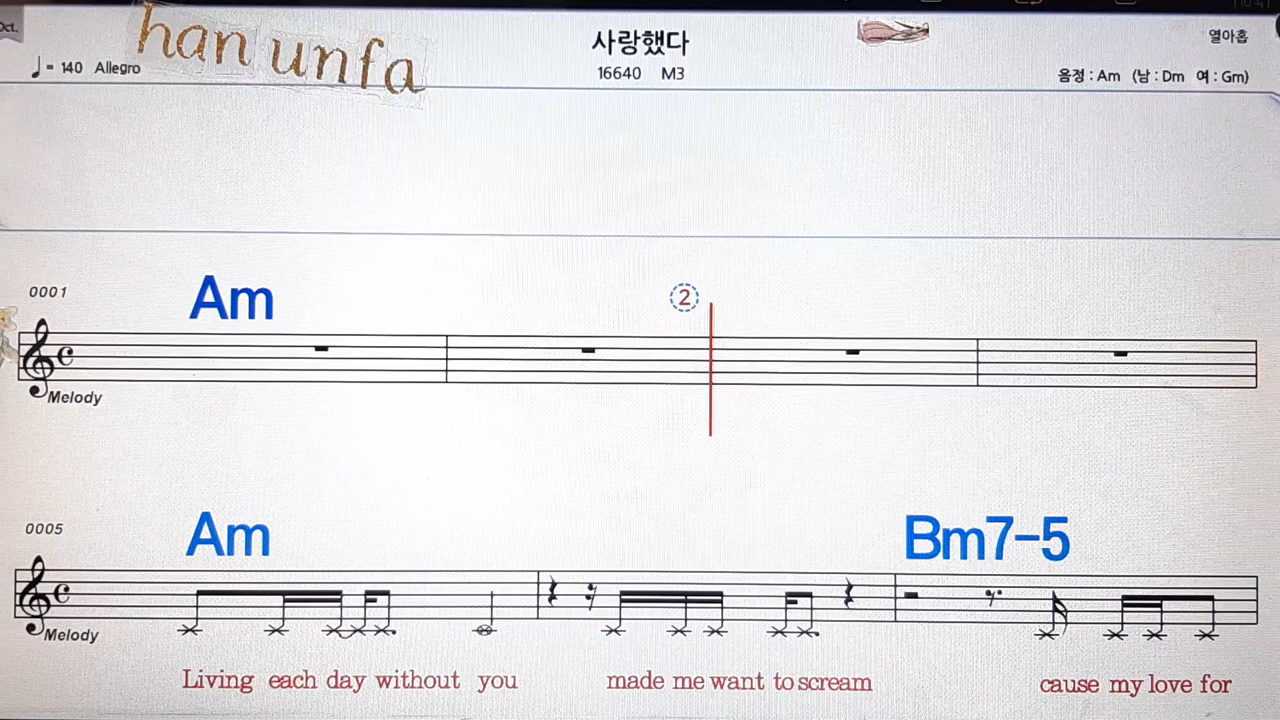 Oct.
han unfa
사랑했다
열아홉
♩= 140 Allegro
16640 M3
음정 : Am (남 : Dm 여 : Gm)
0001
Am
2
Melody
0005
Am
Bm7-5
Melody
Living each day without you made me want to scream cause my love for